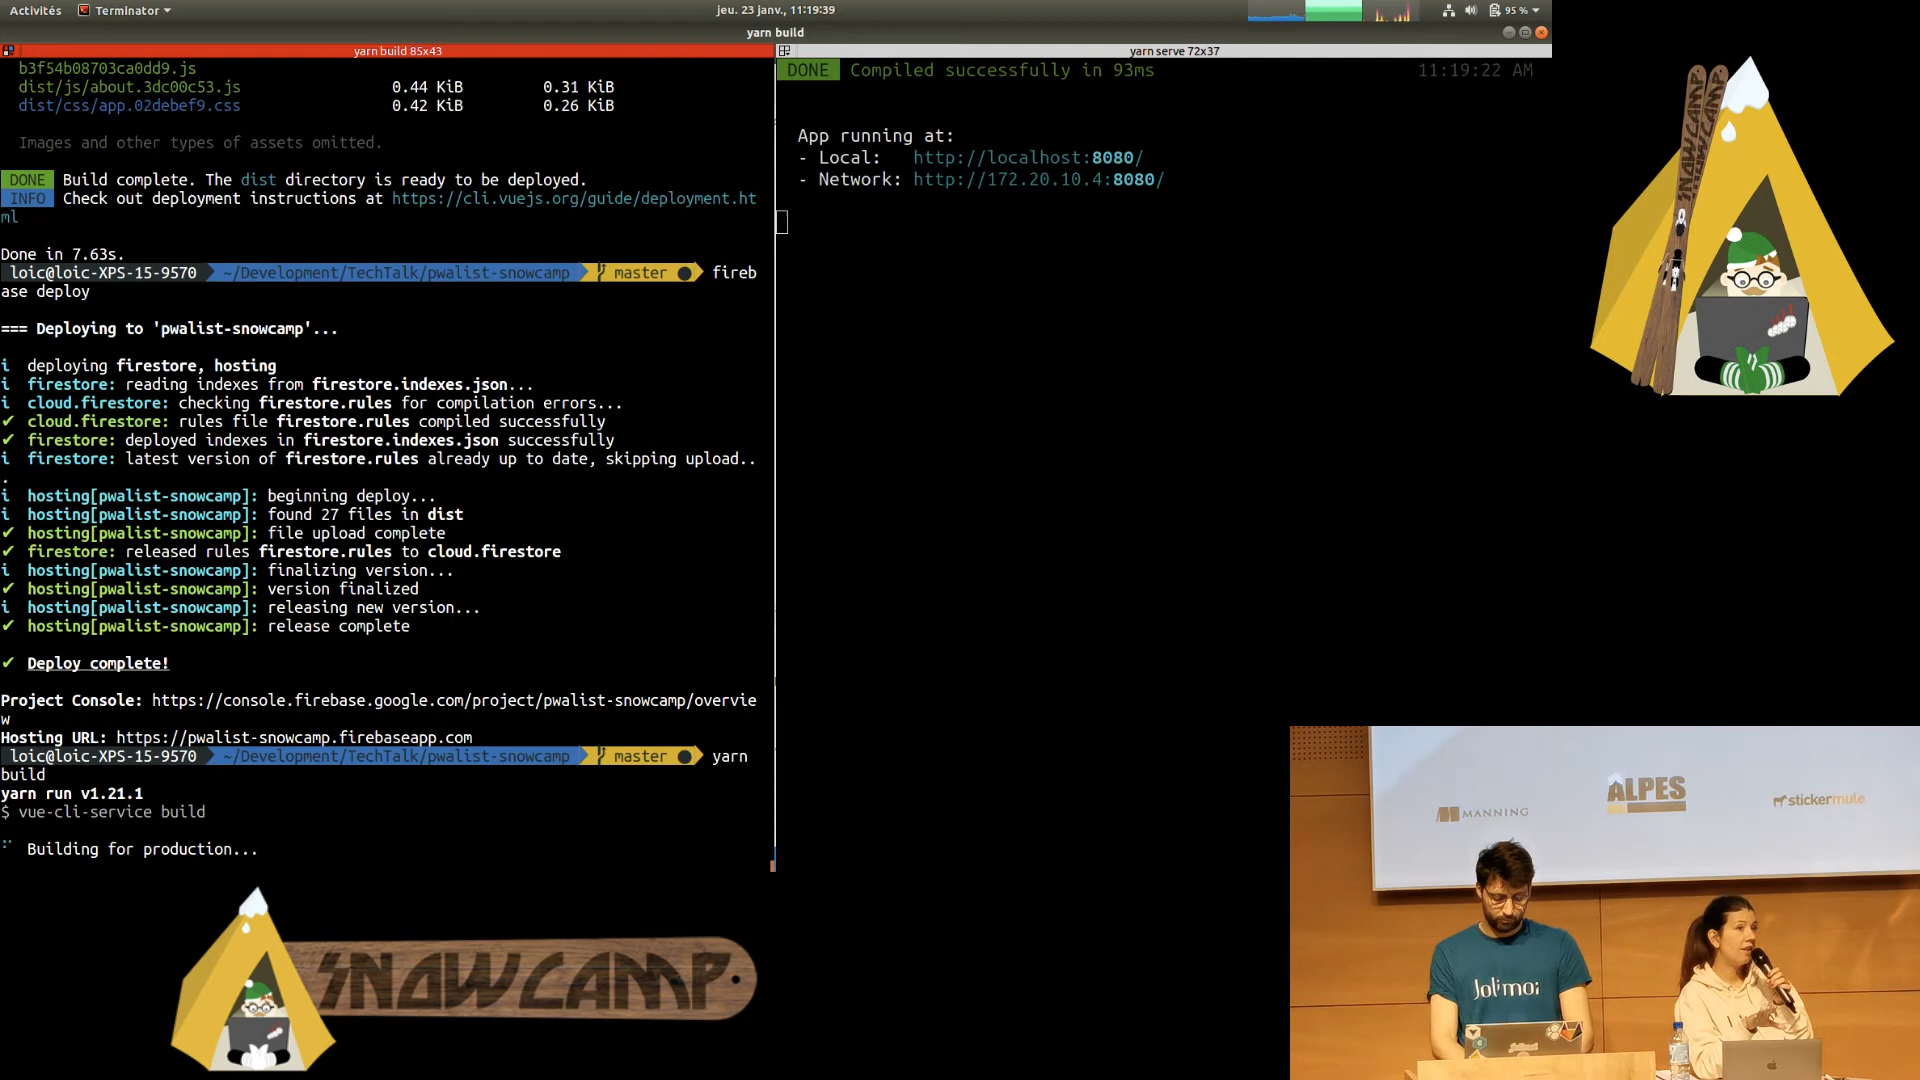 Activités Terminator jeu. 23 janv., 11:19:39 95 %
yarn build
yarn build 85x43
b3f54b08703ca0dd9.js
dist/js/about.3dc00c53.js 0.44 KiB 0.31 KiB
dist/css/app.02debef9.css 0.42 KiB 0.26 KiB
Images and other types of assets omitted.
DONE Build complete. The dist directory is ready to be deployed.
INFO Check out deployment instructions at https://cli.vuejs.org/guide/deployment.ht
ml
Done in 7.63s.
loic@loic-XPS-15-9570 ~/Development/TechTalk/pwalist-snowcamp master ● fireb
ase deploy
=== Deploying to 'pwalist-snowcamp'...
i deploying firestore, hosting
i firestore: reading indexes from firestore.indexes.json...
i cloud.firestore: checking firestore.rules for compilation errors...
✔ cloud.firestore: rules file firestore.rules compiled successfully
✔ firestore: deployed indexes in firestore.indexes.json successfully
i firestore: latest version of firestore.rules already up to date, skipping upload..
.
i hosting[pwalist-snowcamp]: beginning deploy...
i hosting[pwalist-snowcamp]: found 27 files in dist
✔ hosting[pwalist-snowcamp]: file upload complete
✔ firestore: released rules firestore.rules to cloud.firestore
i hosting[pwalist-snowcamp]: finalizing version...
✔ hosting[pwalist-snowcamp]: version finalized
i hosting[pwalist-snowcamp]: releasing new version...
✔ hosting[pwalist-snowcamp]: release complete
✔ Deploy complete!
Project Console: https://console.firebase.google.com/project/pwalist-snowcamp/overvie
w
Hosting URL: https://pwalist-snowcamp.firebaseapp.com
loic@loic-XPS-15-9570 ~/Development/TechTalk/pwalist-snowcamp master ● yarn
build
yarn run v1.21.1
$ vue-cli-service build
Building for production...
yarn serve 72x37
DONE Compiled successfully in 93ms 11:19:22 AM
App running at:
- Local: http://localhost:8080/
- Network: http://172.20.10.4:8080/
SNOWCAMP
SNOWCAMP
SNOWCAMP
MANNING
ALPES
stickermule
Jolimoi